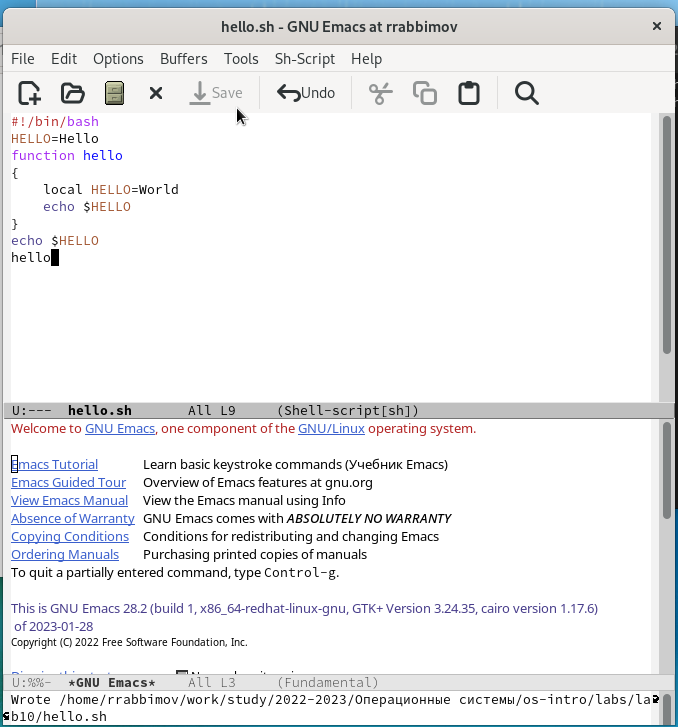 hello.sh - GNU Emacs at rrabbimov
File Edit Options Buffers Tools Sh-Script Help
Save Undo
#!/bin/bash
HELLO=Hello
function hello
{
    local HELLO=World
    echo $HELLO
}
echo $HELLO
hello
U:--- hello.sh All L9 (Shell-script[sh])
Welcome to GNU Emacs, one component of the GNU/Linux operating system.
Emacs Tutorial Learn basic keystroke commands (Учебник Emacs)
Emacs Guided Tour Overview of Emacs features at gnu.org
View Emacs Manual View the Emacs manual using Info
Absence of Warranty GNU Emacs comes with ABSOLUTELY NO WARRANTY
Copying Conditions Conditions for redistributing and changing Emacs
Ordering Manuals Purchasing printed copies of manuals
To quit a partially entered command, type Control-g.
This is GNU Emacs 28.2 (build 1, x86_64-redhat-linux-gnu, GTK+ Version 3.24.35, cairo version 1.17.6)
of 2023-01-28
Copyright (C) 2022 Free Software Foundation, Inc.
U:%%- *GNU Emacs* All L3 (Fundamental)
Wrote /home/rrabbimov/work/study/2022-2023/Операционные системы/os-intro/labs/la
b10/hello.sh